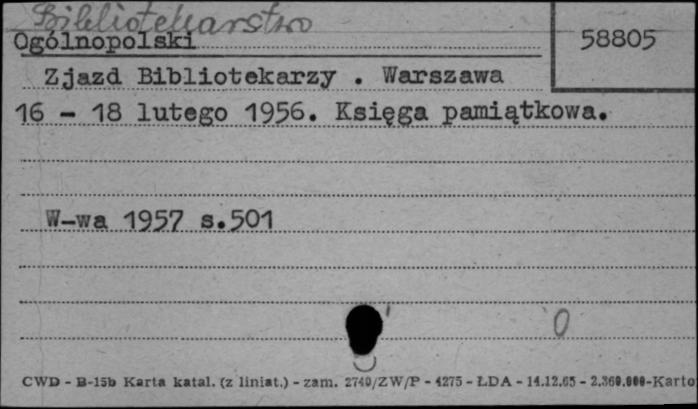 Bibliotekarstwo
Ogólnopolski
58805
Zjazd Bibliotekarzy . Warszawa
16 - 18 lutego 1956. Księga pamiątkowa.
W-wa 1957 s.501
0
CWD - B-15b Karta katal. (z liniat.) - zam. 2740/ZW/P - 4275 - ŁDA - 14.12.65 - 2.360.000-Karto